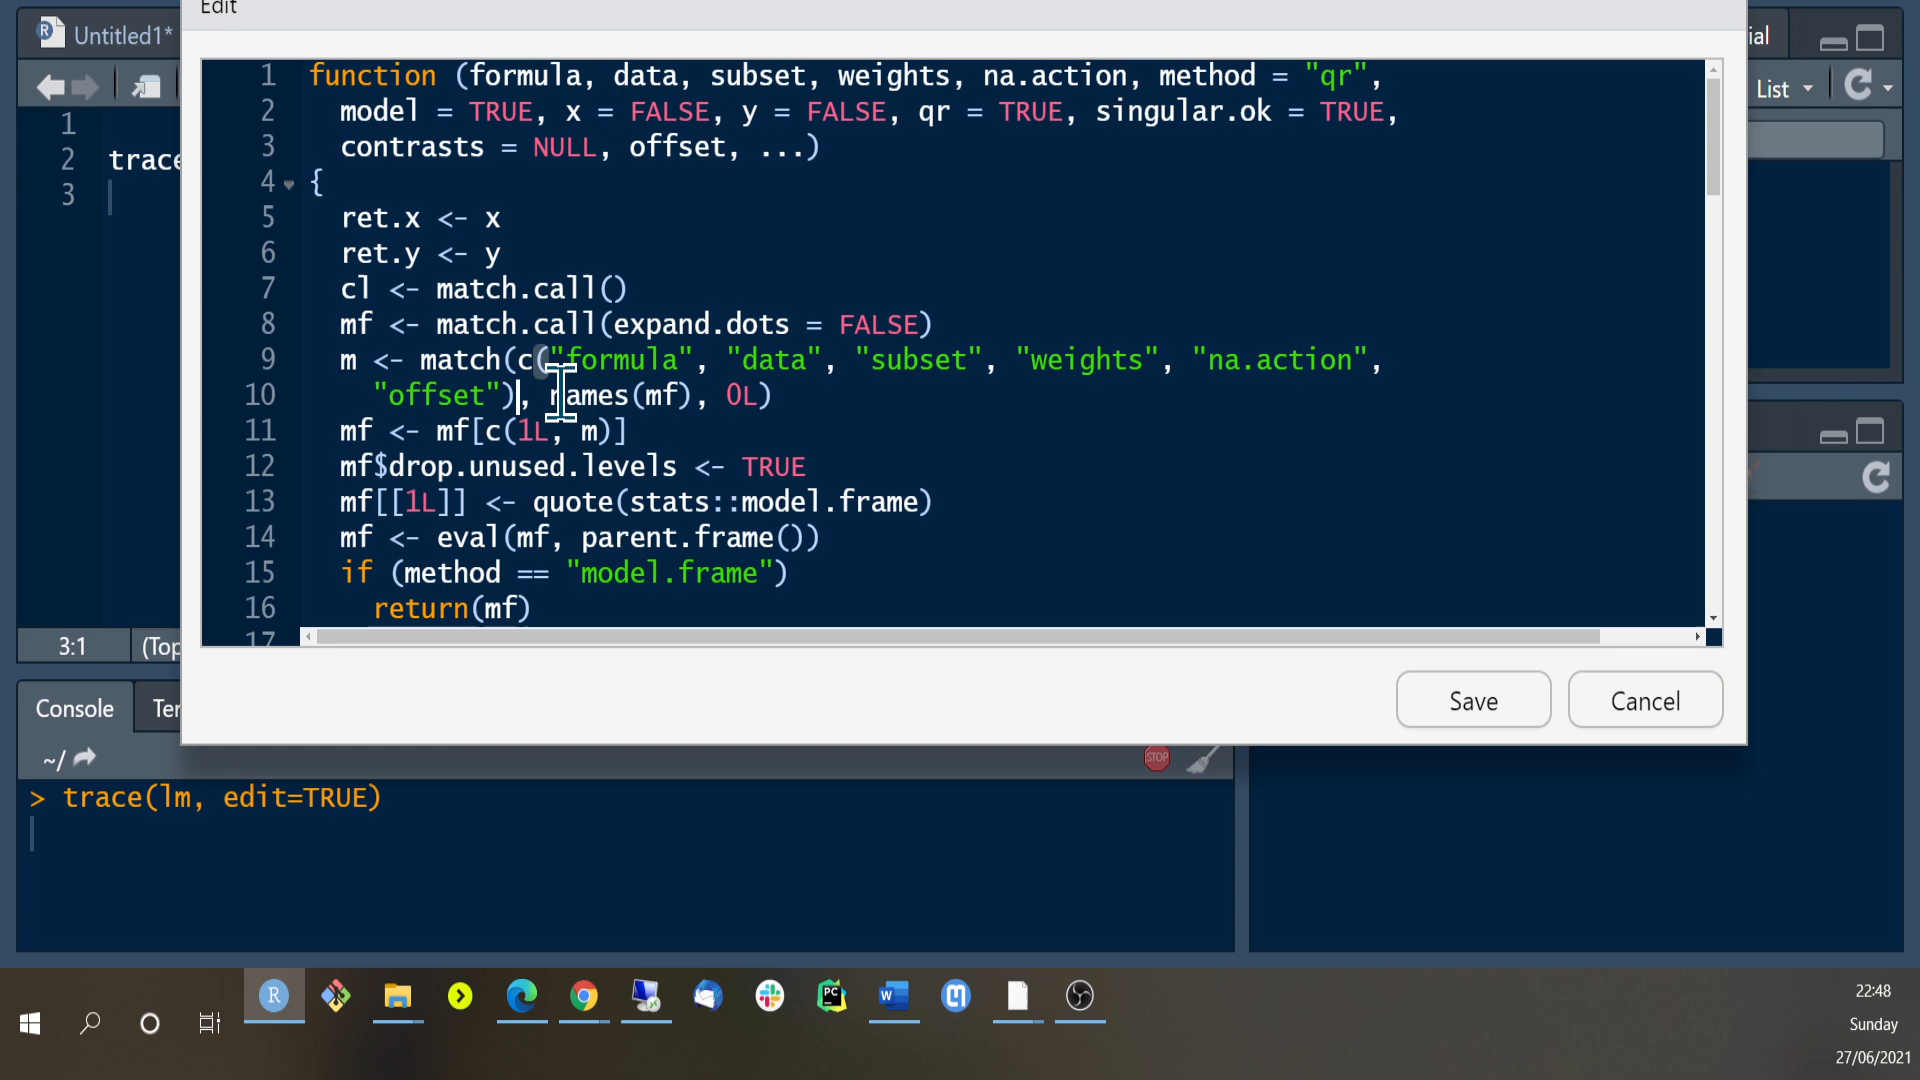 Edit
Untitled1*
ial
List
1
2 trace
3
1 function (formula, data, subset, weights, na.action, method = "qr",
2 model = TRUE, x = FALSE, y = FALSE, qr = TRUE, singular.ok = TRUE,
3 contrasts = NULL, offset, ...)
4 {
5 ret.x <- x
6 ret.y <- y
7 cl <- match.call()
8 mf <- match.call(expand.dots = FALSE)
9 m <- match(c("formula", "data", "subset", "weights", "na.action",
10 "offset"), names(mf), 0L)
11 mf <- mf[c(1L, m)]
12 mf$drop.unused.levels <- TRUE
13 mf[[1L]] <- quote(stats::model.frame)
14 mf <- eval(mf, parent.frame())
15 if (method == "model.frame")
16 return(mf)
17
3:1 (Top
Save Cancel
Console Ter
~/
STOP
> trace(lm, edit=TRUE)
R
PC
W
22:48
Sunday
27/06/2021